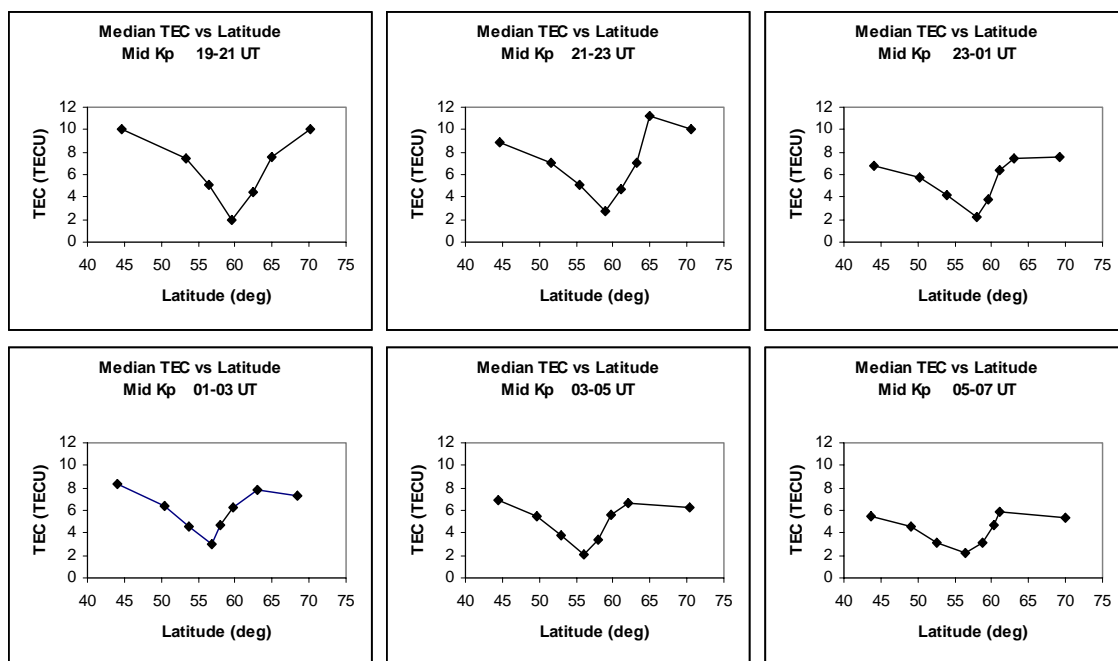 Median TEC vs Latitude
Mid Kp 19-21 UT
TEC (TECU)
12
10
8
6
4
2
0
40 45 50 55 60 65 70 75
Latitude (deg)
Median TEC vs Latitude
Mid Kp 21-23 UT
TEC (TECU)
12
10
8
6
4
2
0
40 45 50 55 60 65 70 75
Latitude (deg)
Median TEC vs Latitude
Mid Kp 23-01 UT
TEC (TECU)
12
10
8
6
4
2
0
40 45 50 55 60 65 70 75
Latitude (deg)
Median TEC vs Latitude
Mid Kp 01-03 UT
TEC (TECU)
12
10
8
6
4
2
0
40 45 50 55 60 65 70 75
Latitude (deg)
Median TEC vs Latitude
Mid Kp 03-05 UT
TEC (TECU)
12
10
8
6
4
2
0
40 45 50 55 60 65 70 75
Latitude (deg)
Median TEC vs Latitude
Mid Kp 05-07 UT
TEC (TECU)
12
10
8
6
4
2
0
40 45 50 55 60 65 70 75
Latitude (deg)